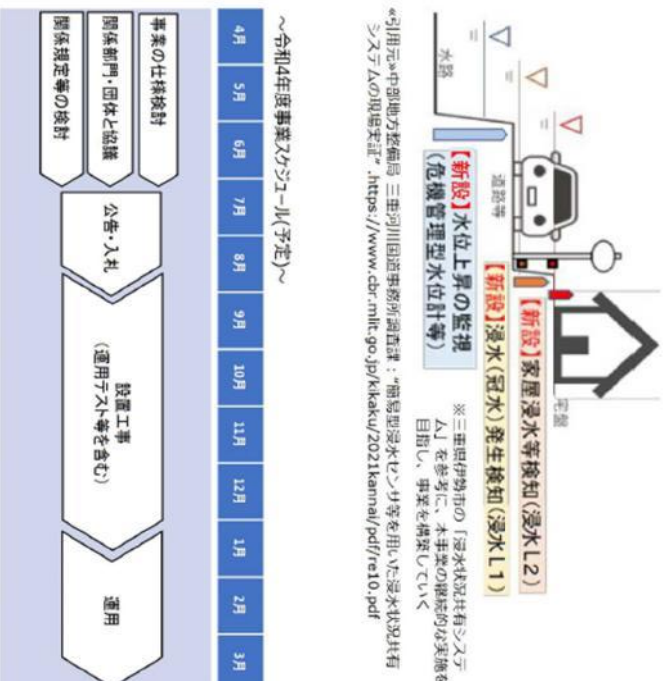 水路
道路等
宅盤
【新設】家屋浸水等検知(浸水L2)
【新設】浸水(冠水)発生検知(浸水L1)
【新設】水位上昇の監視
(危機管理型水位計等)
※三重県伊勢市の「浸水状況共有システ
ム」を参考に、本事業の継続的な実施を
目指し、事業を構築していく
≪引用元≫中部地方整備局 三重河川国道事務所調査課:"簡易型浸水センサ等を用いた浸水状況共有
システムの現場実証",https://www.cbr.mlit.go.jp/kikaku/2021kannai/pdf/re10.pdf
~令和4年度事業スケジュール(予定)~
4月
5月
6月
7月
8月
9月
10月
11月
12月
1月
2月
3月
事業の仕様検討
関係部門・団体と協議
関係規定等の検討
公告・入札
設置工事
(運用テスト等を含む)
運用